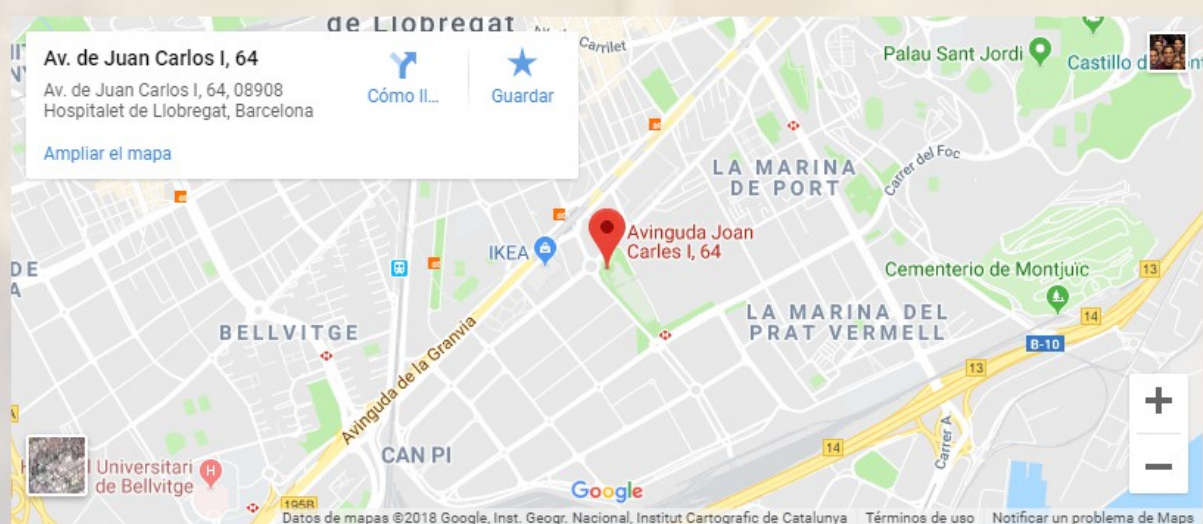 de Llobregat
Av. de Juan Carlos I, 64
Av. de Juan Carlos I, 64, 08908
Hospitalet de Llobregat, Barcelona
Cómo ll...
Guardar
Ampliar el mapa
Carrilet
Palau Sant Jordi
Castillo d
LA MARINA
DE PORT
Carrer del Foc
Avinguda Joan
Carles I, 64
IKEA
Cementerio de Montjuïc
13
BELLVITGE
LA MARINA DEL
PRAT VERMELL
14
B-10
13
Avinguda de la Granvia
CAN PI
14
Carrer A
Universitari
de Bellvitge
H
195B
Google
Datos de mapas ©2018 Google, Inst. Geogr. Nacional, Institut Cartogràfic de Catalunya
Términos de uso
Notificar un problema de Maps